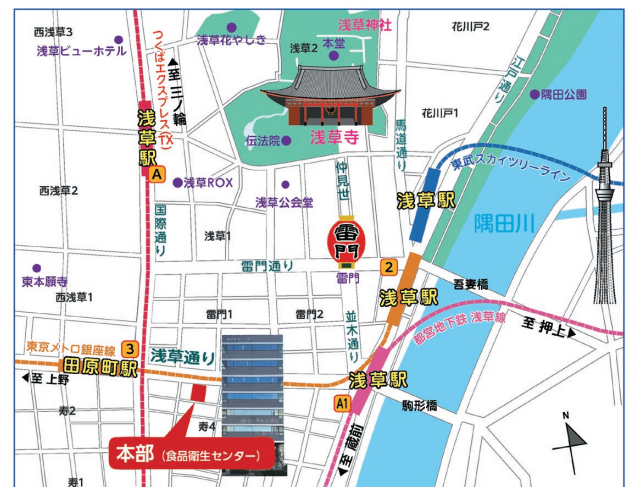 西浅草3
浅草ビューホテル
つくばエクスプレス(TX)
▲至 三ノ輪
浅草花やしき
浅草神社
浅草2
本堂
花川戸2
江戸通り
隅田公園
浅草駅
A
伝法院
浅草寺
馬道通り
花川戸1
東武スカイツリーライン
西浅草2
浅草ROX
浅草公会堂
仲見世
浅草駅
隅田川
国際通り
浅草1
雷門
雷門通り
雷門
2
吾妻橋
東本願寺
西浅草1
浅草駅
雷門1
雷門2
並木通り
都営地下鉄 浅草線
至 押上▶
東京メトロ銀座線
3
浅草通り
田原町駅
◀至 上野
浅草駅
A1
駒形橋
寿2
寿4
本部(食品衛生センター)
◀至 蔵前
寿1
N